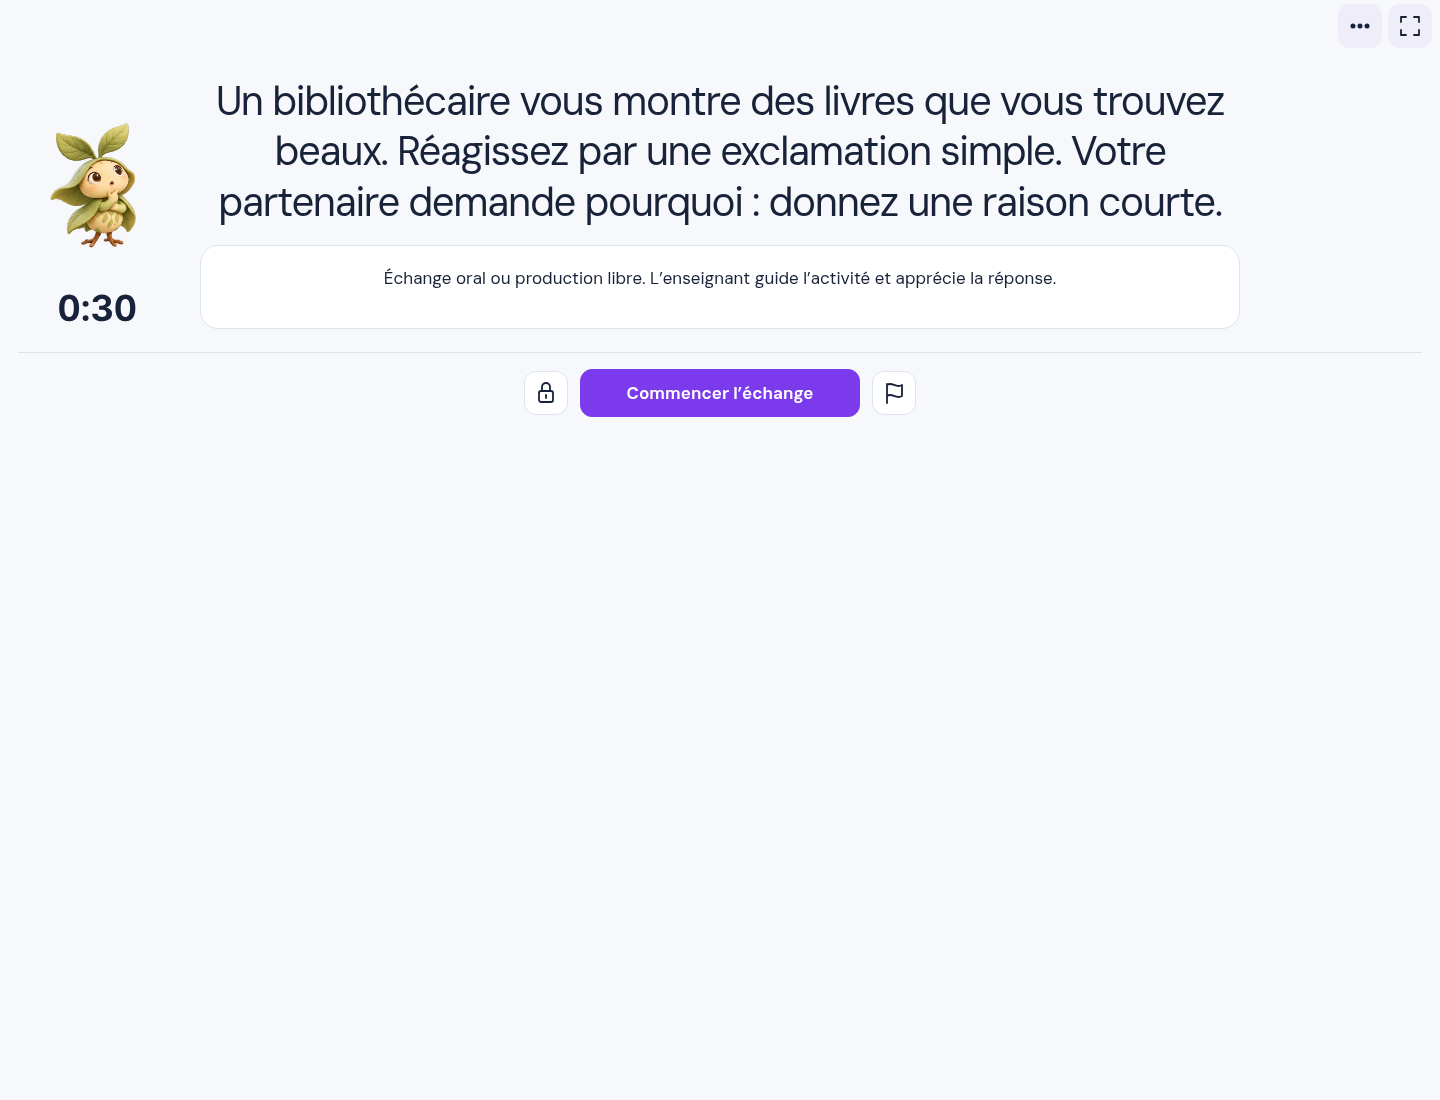 Un bibliothécaire vous montre des livres que vous trouvez
beaux. Réagissez par une exclamation simple. Votre
partenaire demande pourquoi : donnez une raison courte.
Échange oral ou production libre. L’enseignant guide l’activité et apprécie la réponse.
0:30
Commencer l’échange